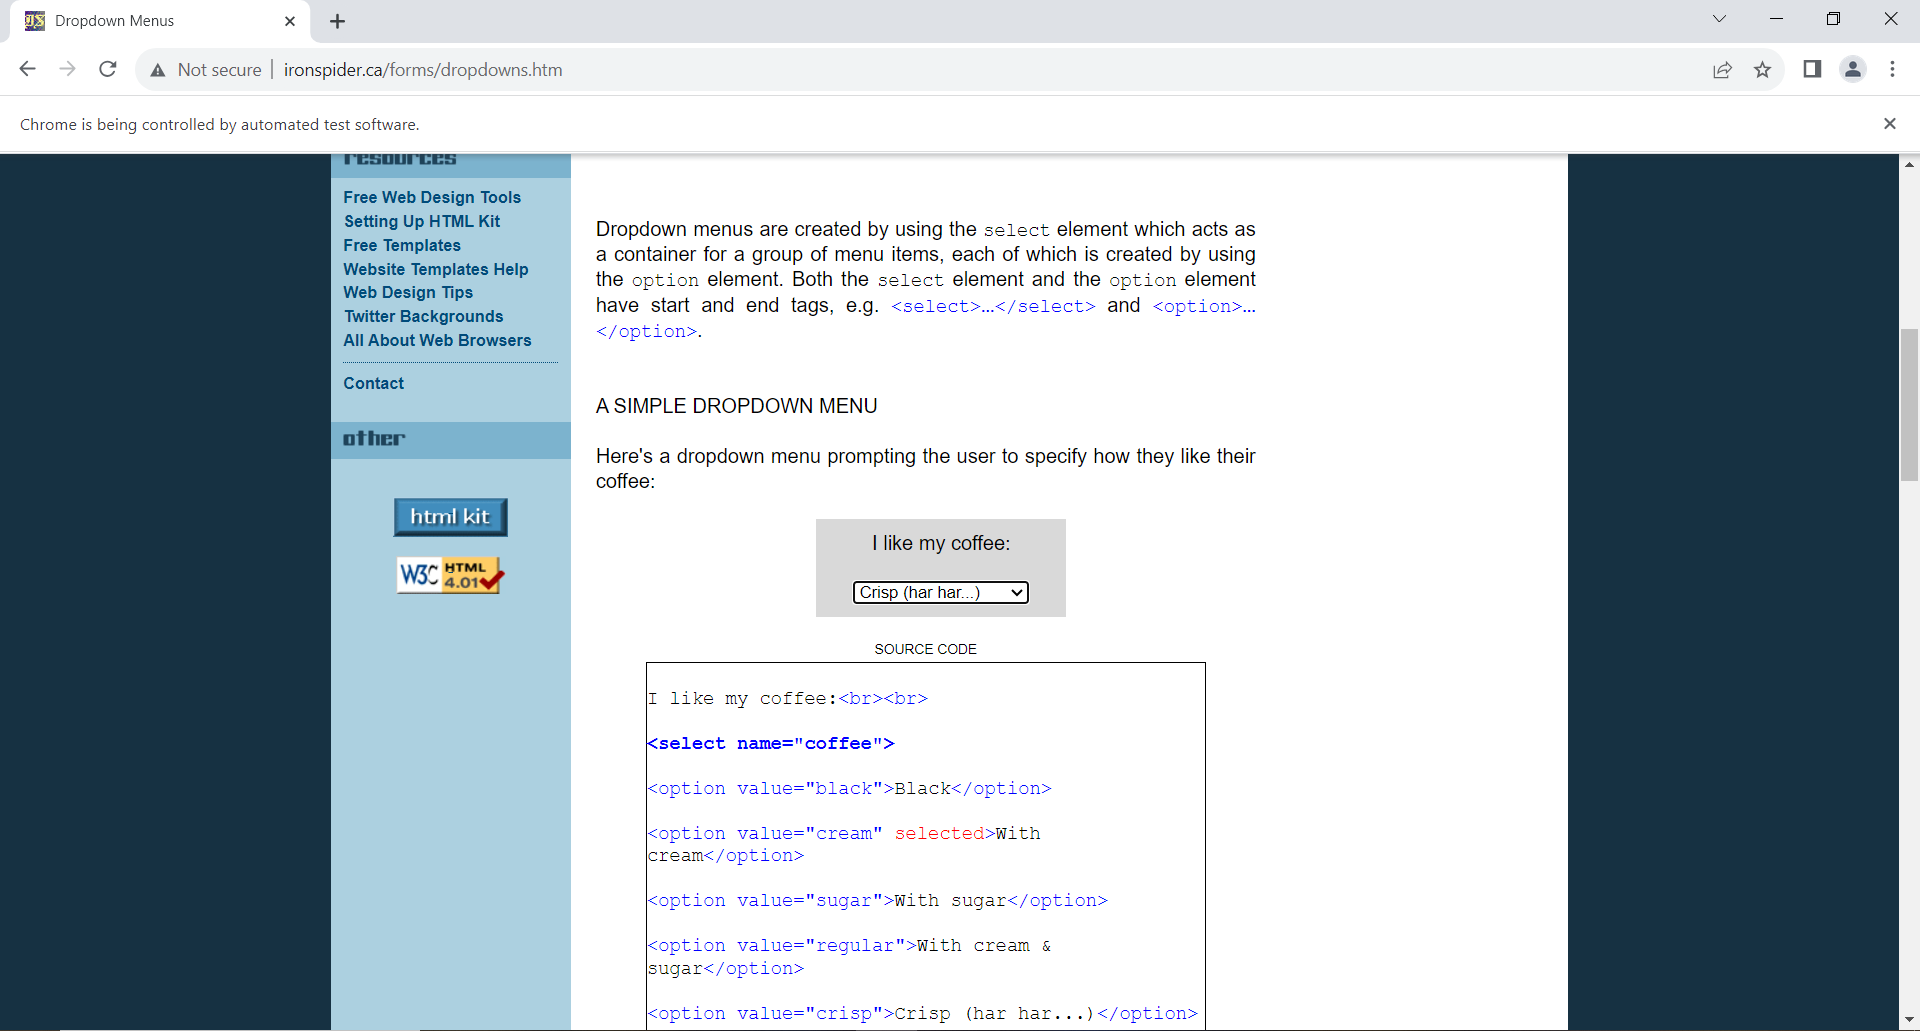 Dropdown Menus
Not secure
ironspider.ca/forms/dropdowns.htm
Chrome is being controlled by automated test software.
resources
Free Web Design Tools
Setting Up HTML Kit
Free Templates
Website Templates Help
Web Design Tips
Twitter Backgrounds
All About Web Browsers
Contact
other
html kit
W3C HTML 4.01
Dropdown menus are created by using the select element which acts as
a container for a group of menu items, each of which is created by using
the option element. Both the select element and the option element
have start and end tags, e.g. <select>...</select> and <option>...
</option>.
A SIMPLE DROPDOWN MENU
Here's a dropdown menu prompting the user to specify how they like their
coffee:
I like my coffee:
Crisp (har har...)
SOURCE CODE
I like my coffee:<br><br>
<select name="coffee">
<option value="black">Black</option>
<option value="cream" selected>With
cream</option>
<option value="sugar">With sugar</option>
<option value="regular">With cream &
sugar</option>
<option value="crisp">Crisp (har har...)</option>